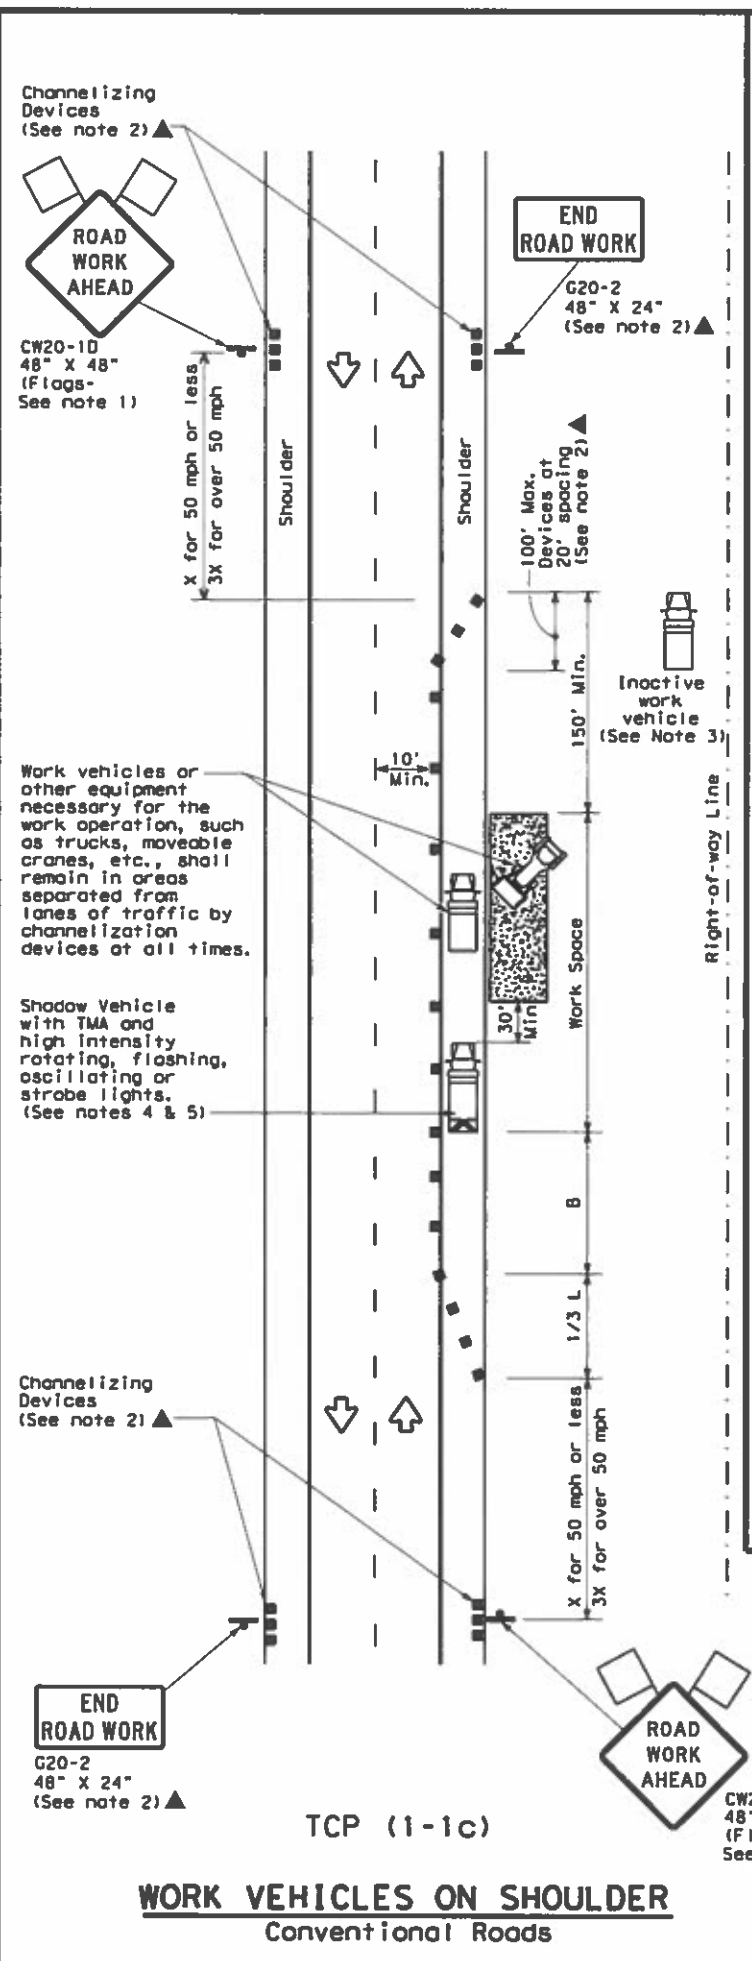 Channelizing
Devices
(See note 2) ▲
ROAD
WORK
AHEAD
CW20-1D
48" X 48"
(Flags-
See note 1)
END
ROAD WORK
G20-2
48" X 24"
(See note 2) ▲
X for 50 mph or less
3X for over 50 mph
Shoulder
Shoulder
100' Max.
Devices at
20' spacing
(See note 2) ▲
150' Min.
Inactive
work
vehicle
(See Note 3)
10'
Min.
Work vehicles or
other equipment
necessary for the
work operation, such
as trucks, moveable
cranes, etc., shall
remain in areas
separated from
lanes of traffic by
channelization
devices at all times.
Right-of-way Line
Work Space
30'
Min
Shadow Vehicle
with TMA and
high intensity
rotating, flashing,
oscillating or
strobe lights.
(See notes 4 & 5)
B
1/3 L
Channelizing
Devices
(See note 2) ▲
X for 50 mph or less
3X for over 50 mph
END
ROAD WORK
G20-2
48" X 24"
(See note 2) ▲
ROAD
WORK
AHEAD
CW2
48"
(Fl
See
TCP (1-1c)
WORK VEHICLES ON SHOULDER
Conventional Roads